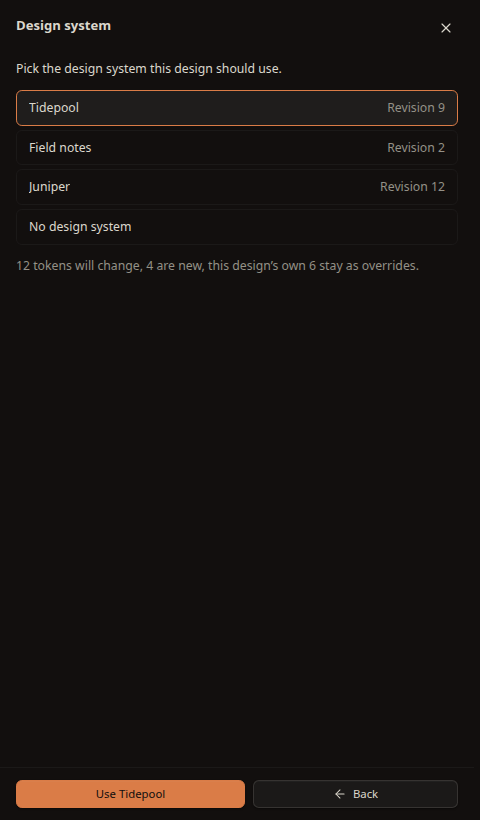 Design system
Pick the design system this design should use.
Tidepool Revision 9
Field notes Revision 2
Juniper Revision 12
No design system
12 tokens will change, 4 are new, this design’s own 6 stay as overrides.
Use Tidepool Back